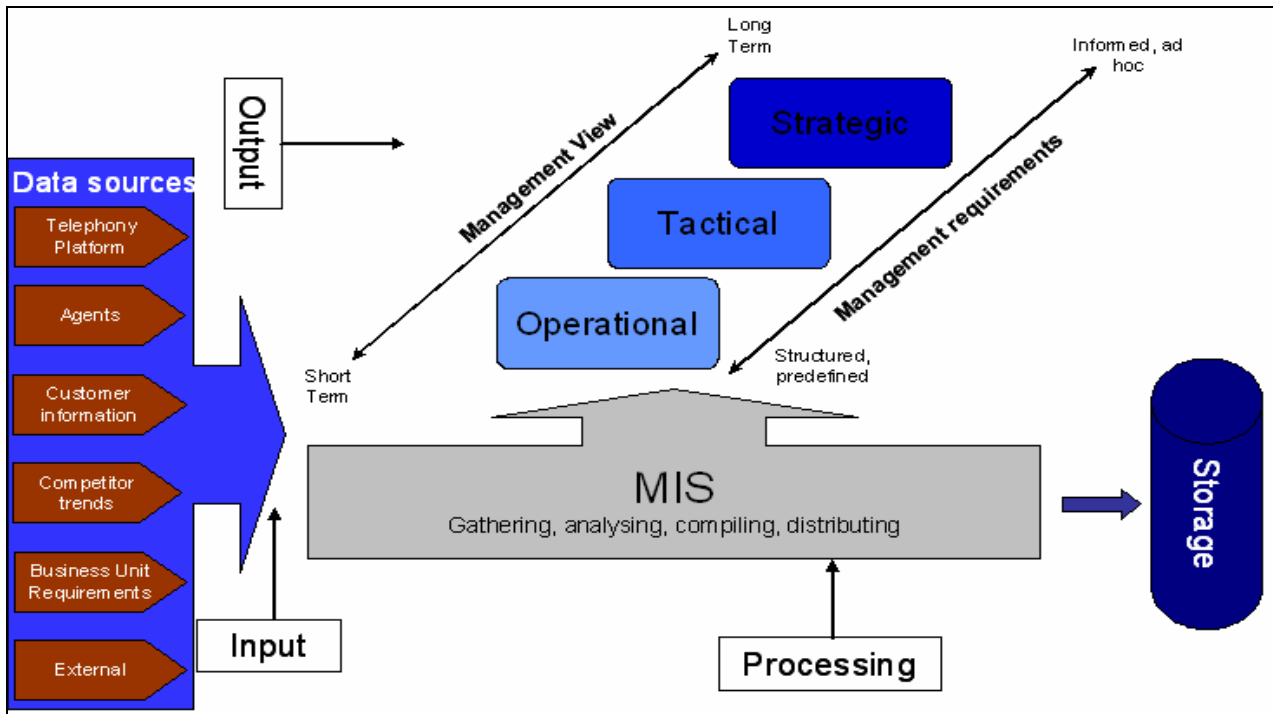 Long
Term
Informed, ad
hoc
Output
Strategic
Management View
Management requirements
Data sources
Telephony
Platform
Tactical
Agents
Operational
Short
Term
Structured,
predefined
Customer
information
Competitor
trends
MIS
Gathering, analysing, compiling, distributing
Storage
Business Unit
Requirements
Input
Processing
External